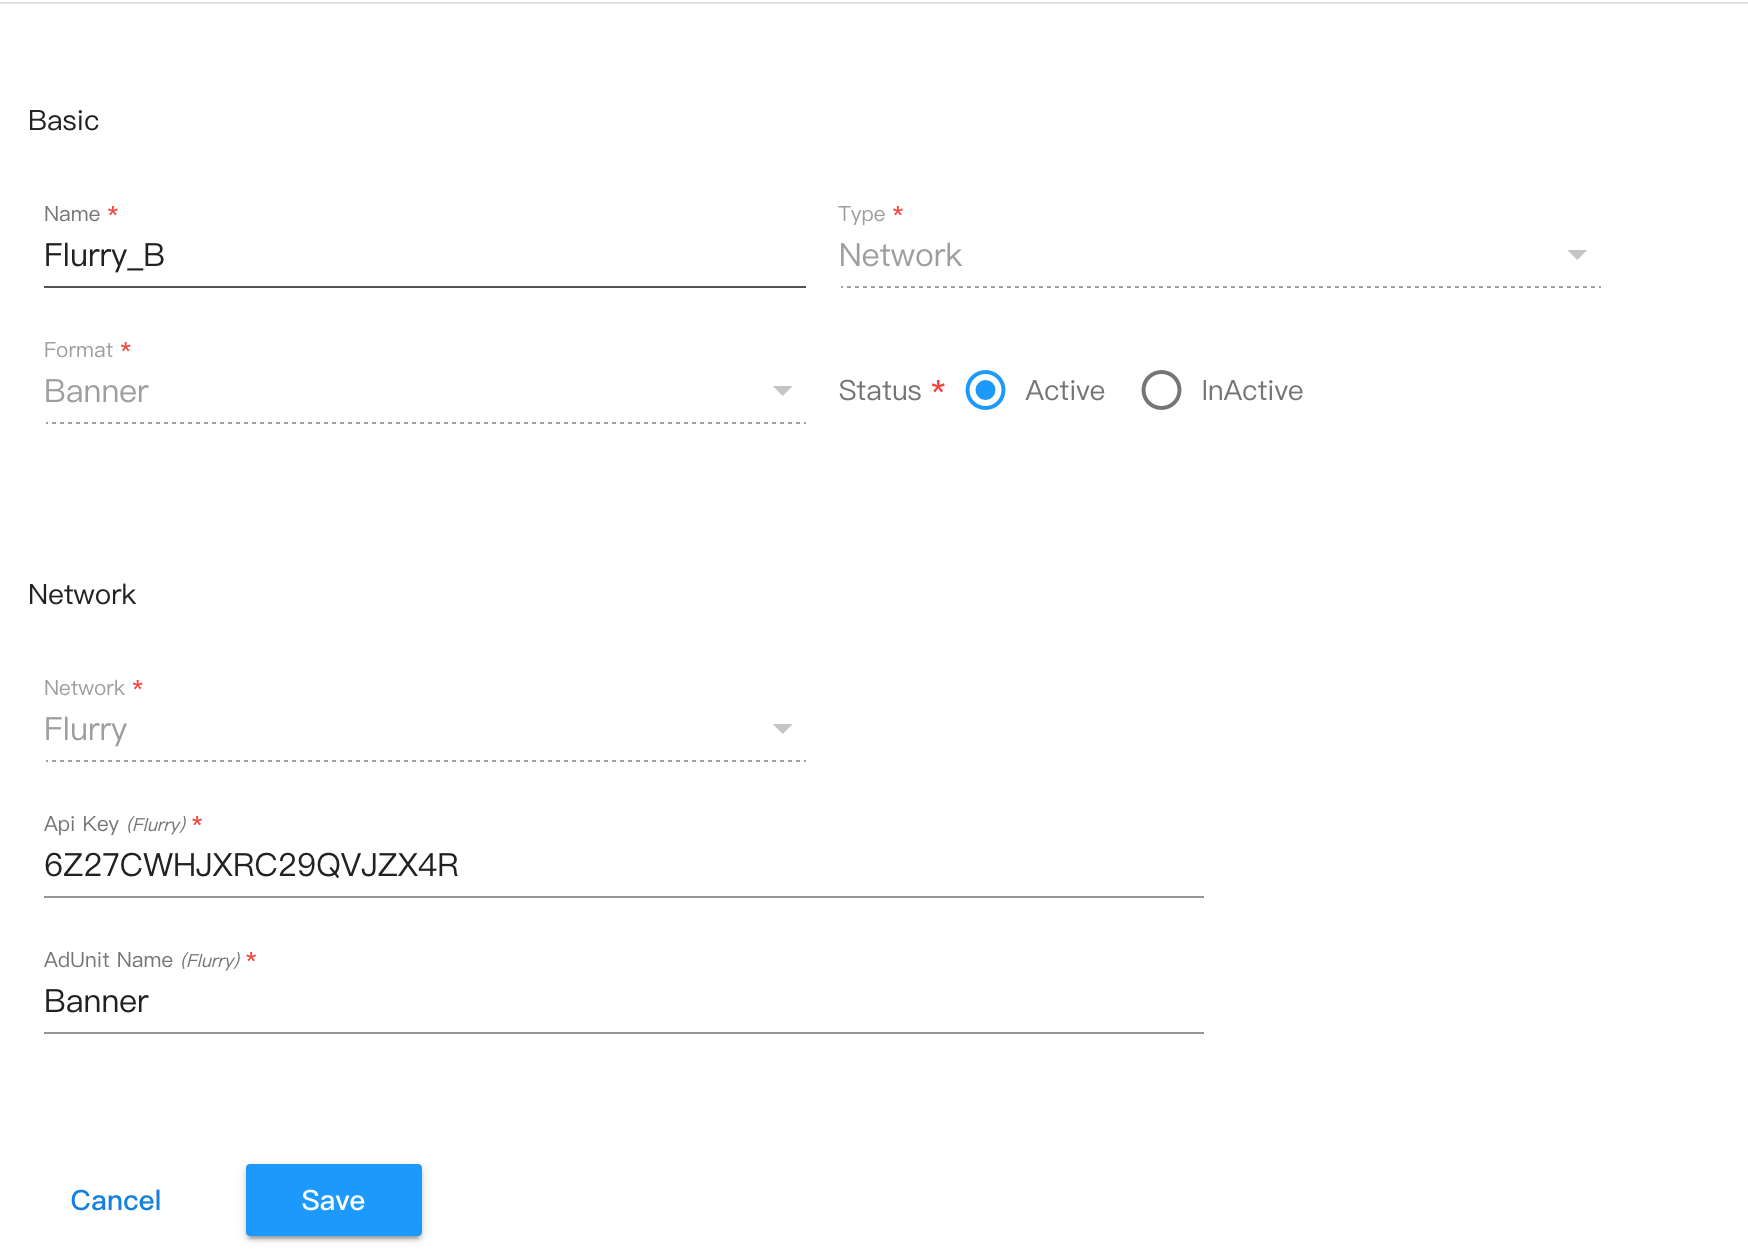 Basic
Name * Type *
Flurry_B Network
Format *
Banner Status * Active InActive
Network
Network *
Flurry
Api Key (Flurry) *
6Z27CWHJXRC29QVJZX4R
AdUnit Name (Flurry) *
Banner
Cancel Save